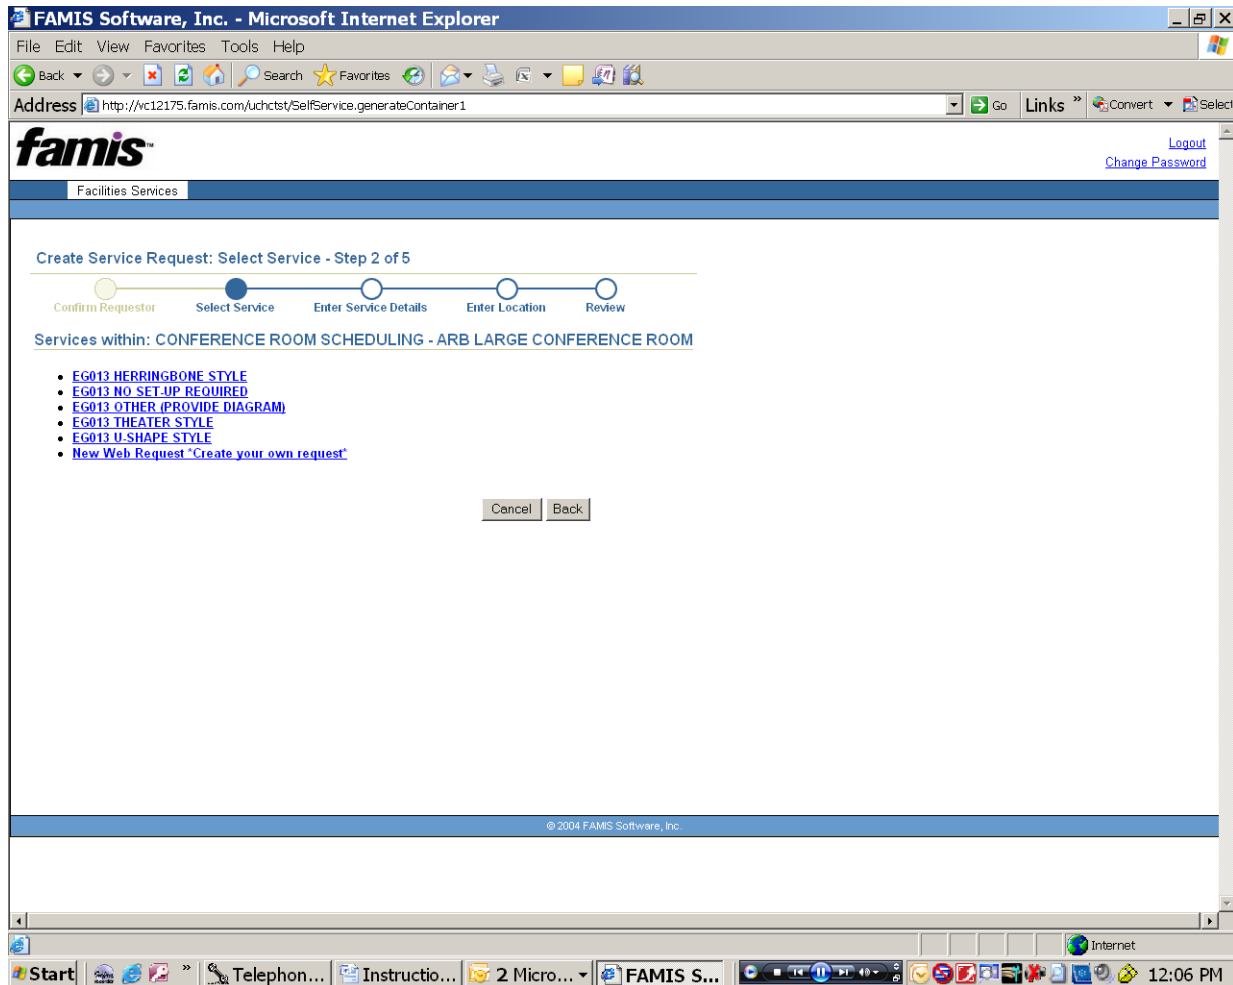 FAMIS Software, Inc. - Microsoft Internet Explorer
File Edit View Favorites Tools Help
Back Search Favorites
Address http://vc12175.famis.com/uchctst/SelfService.generateContainer1 Go Links » Convert Select
famis™
Logout
Change Password
Facilities Services
Create Service Request: Select Service - Step 2 of 5
Confirm Requestor Select Service Enter Service Details Enter Location Review
Services within: CONFERENCE ROOM SCHEDULING - ARB LARGE CONFERENCE ROOM
EG013 HERRINGBONE STYLE
EG013 NO SET-UP REQUIRED
EG013 OTHER (PROVIDE DIAGRAM)
EG013 THEATER STYLE
EG013 U-SHAPE STYLE
New Web Request *Create your own request*
Cancel Back
© 2004 FAMIS Software, Inc.
Internet
Start » Telephon... Instructio... 2 Micro... FAMIS S... 12:06 PM